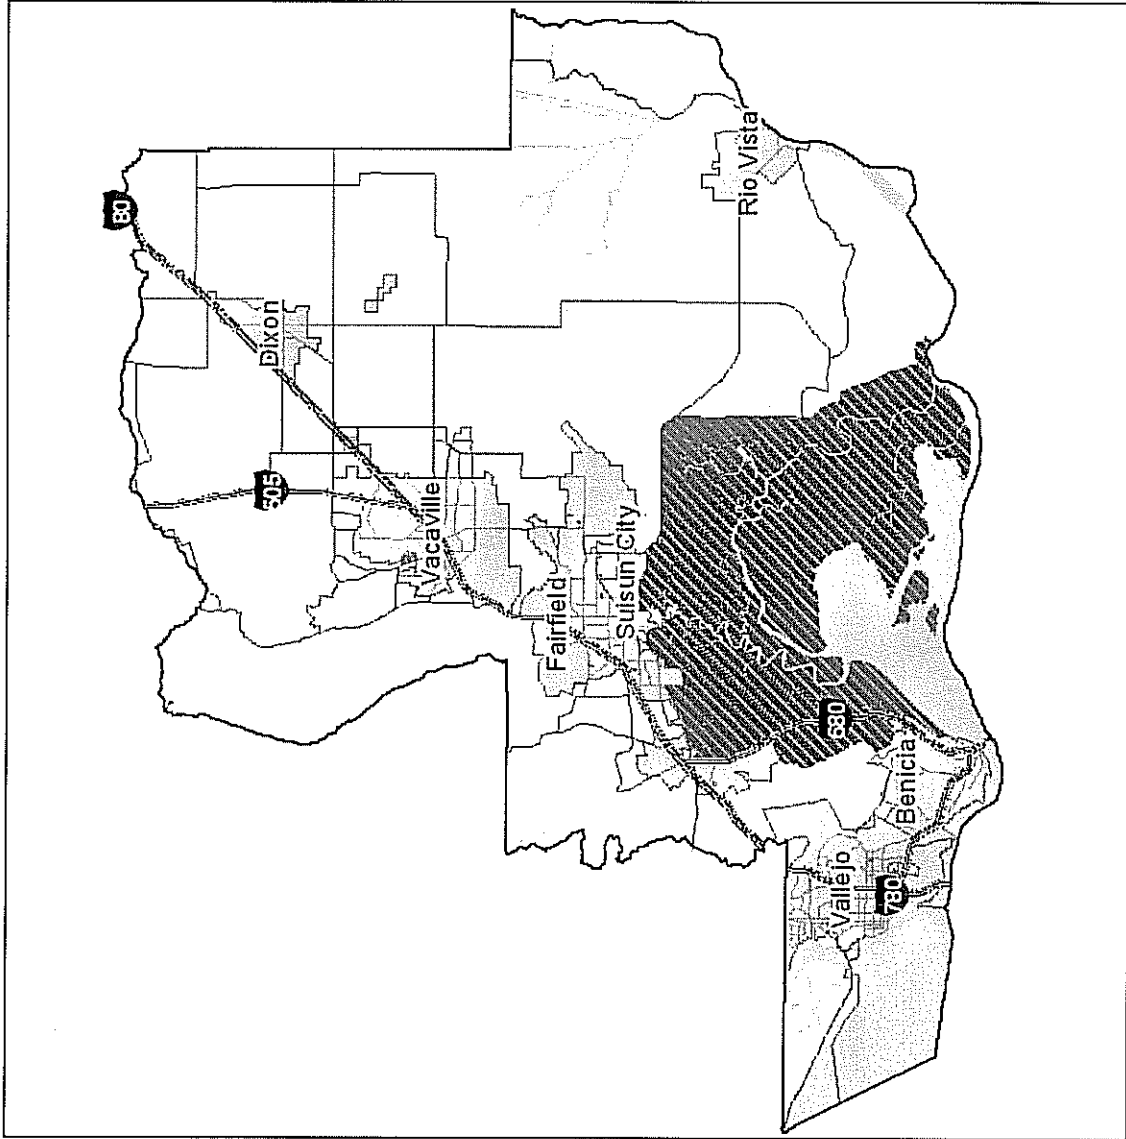 80
Dixon
505
Vacaville
Rio Vista
Fairfield
Suisun City
680
Benicia
Vallejo
780